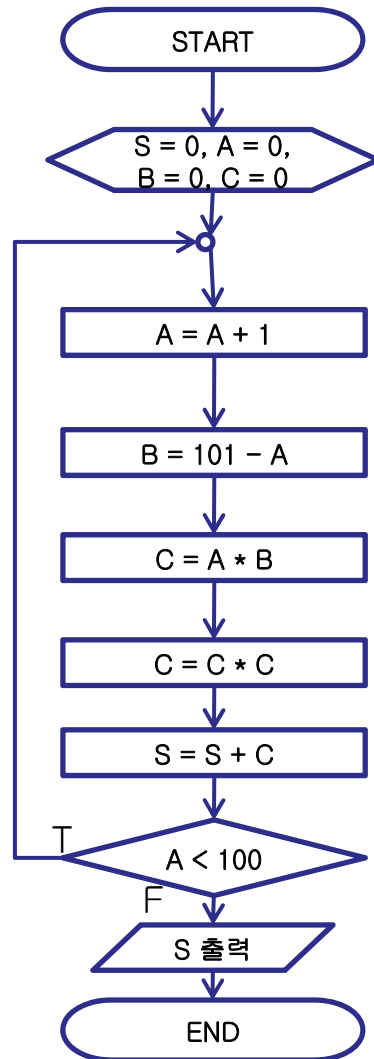 START
S = 0, A = 0,
B = 0, C = 0
A = A + 1
B = 101 - A
C = A * B
C = C * C
S = S + C
T
A < 100
F
S 출력
END